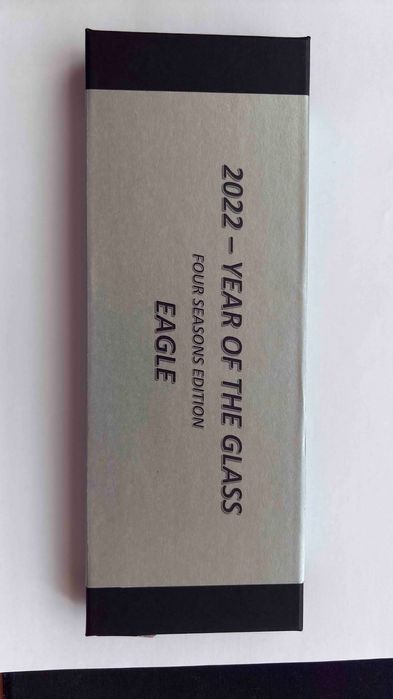 2022 – YEAR OF THE GLASS
FOUR SEASONS EDITION
EAGLE